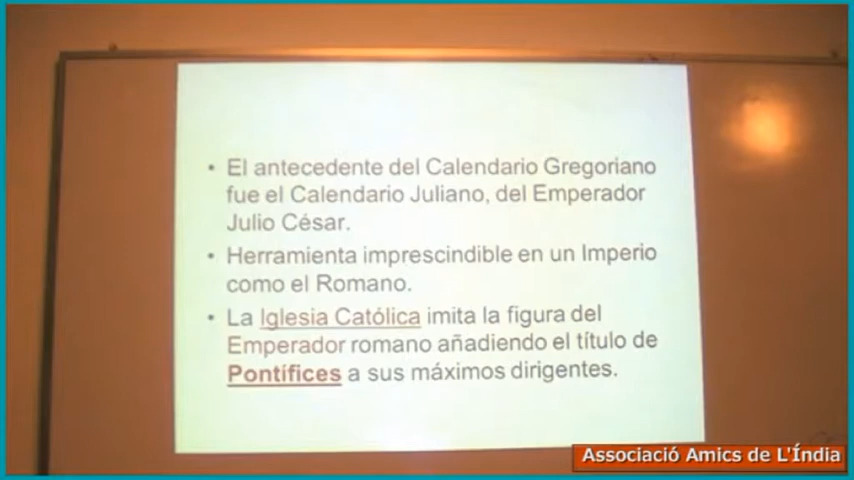 • El antecedente del Calendario Gregoriano
fue el Calendario Juliano, del Emperador
Julio César.
• Herramienta imprescindible en un Imperio
como el Romano.
• La Iglesia Católica imita la figura del
Emperador romano añadiendo el título de
Pontífices a sus máximos dirigentes.
Associació Amics de L'Índia